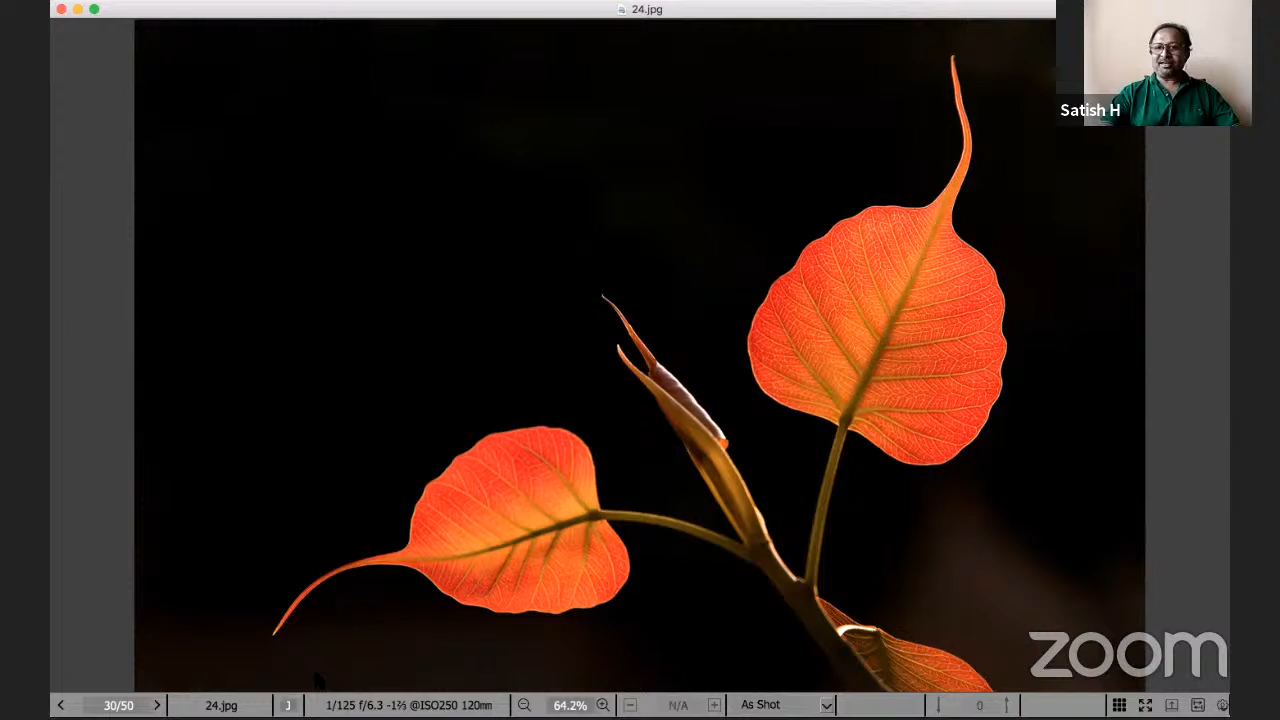 24.jpg
Satish H
zoom
30/50
24.jpg
J
1/125 f/6.3 -1⅔ @ISO250 120mm
64.2%
N/A
As Shot
0